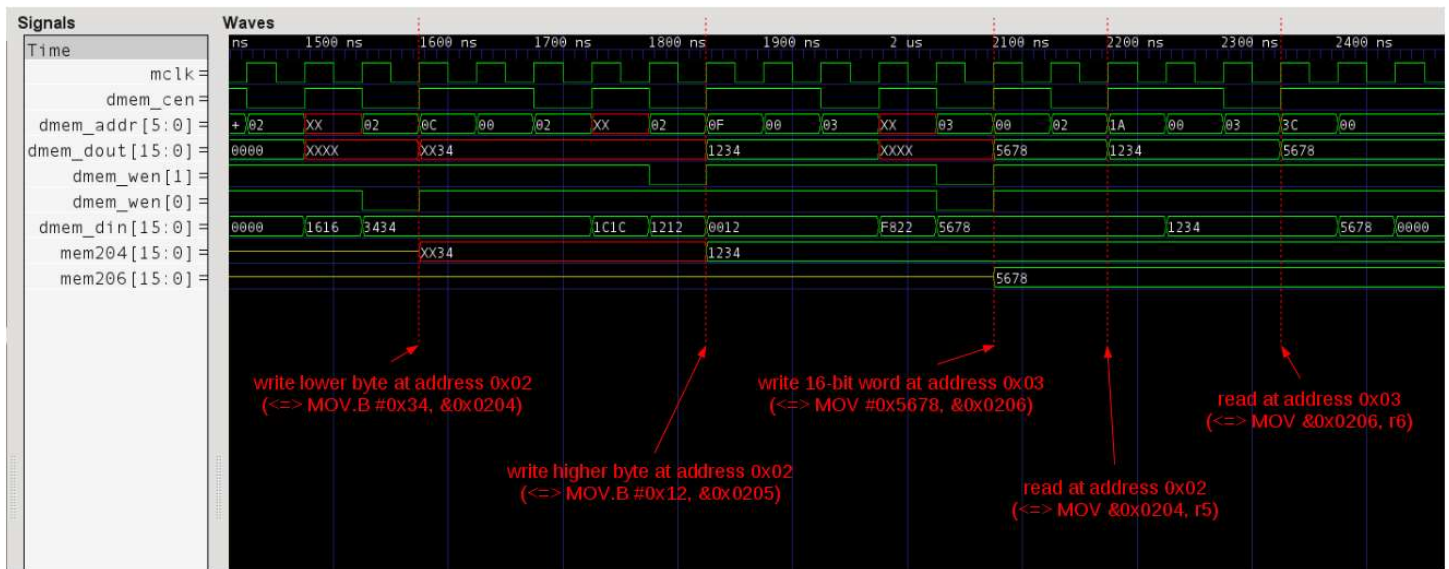 Signals
Waves
Time
ns 1500 ns 1600 ns 1700 ns 1800 ns 1900 ns 2 us 2100 ns 2200 ns 2300 ns 2400 ns
mclk =
dmem_cen =
dmem_addr[5:0] = + 02 XX 02 0C 00 02 XX 02 0F 00 03 XX 03 00 02 1A 00 03 3C 00
dmem_dout[15:0] = 0000 XXXX XX34 1234 XXXX 5678 1234 5678
dmem_wen[1] =
dmem_wen[0] =
dmem_din[15:0] = 0000 1616 3434 1C1C 1212 0012 F822 5678 1234 5678 0000
mem204[15:0] = XX34 1234
mem206[15:0] = 5678
write lower byte at address 0x02
(<=> MOV.B #0x34, &0x0204)
write higher byte at address 0x02
(<=> MOV.B #0x12, &0x0205)
write 16-bit word at address 0x03
(<=> MOV #0x5678, &0x0206)
read at address 0x02
(<=> MOV &0x0204, r5)
read at address 0x03
(<=> MOV &0x0206, r6)